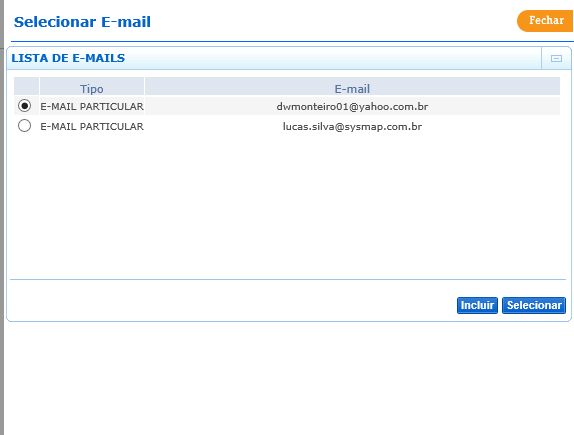 Selecionar E-mail
Fechar
LISTA DE E-MAILS
Tipo E-mail
E-MAIL PARTICULAR dwmonteiro01@yahoo.com.br
E-MAIL PARTICULAR lucas.silva@sysmap.com.br
Incluir Selecionar